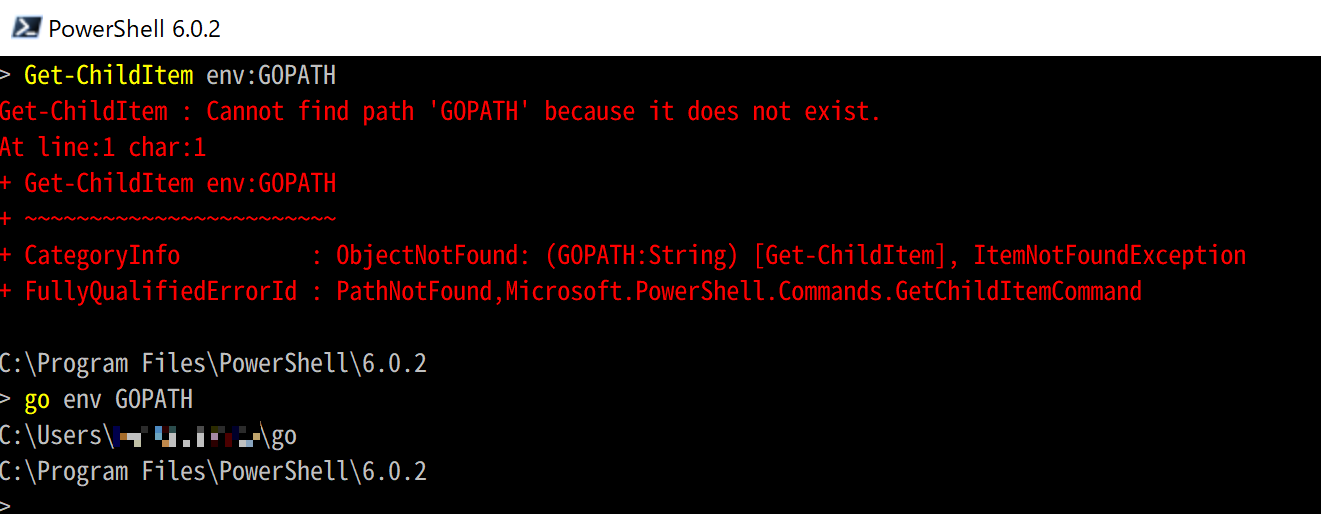 PowerShell 6.0.2
> Get-ChildItem env:GOPATH
Get-ChildItem : Cannot find path 'GOPATH' because it does not exist.
At line:1 char:1
+ Get-ChildItem env:GOPATH
+ ~~~~~~~~~~~~~~~~~~~~~~~~
+ CategoryInfo          : ObjectNotFound: (GOPATH:String) [Get-ChildItem], ItemNotFoundException
+ FullyQualifiedErrorId : PathNotFound,Microsoft.PowerShell.Commands.GetChildItemCommand
C:\Program Files\PowerShell\6.0.2
> go env GOPATH
C:\Users\ \go
C:\Program Files\PowerShell\6.0.2
>